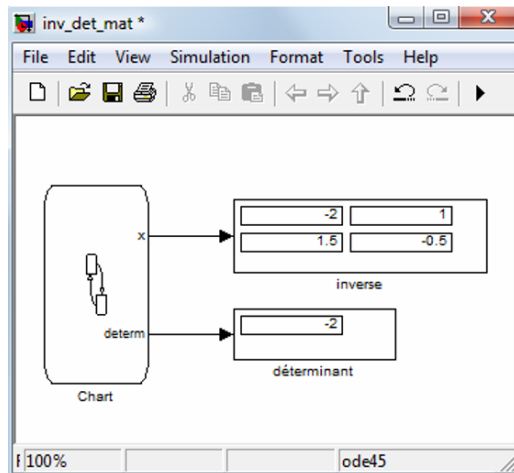 inv_det_mat *
File Edit View Simulation Format Tools Help
x
-2 1
1.5 -0.5
inverse
determ
-2
déterminant
Chart
F 100% ode45